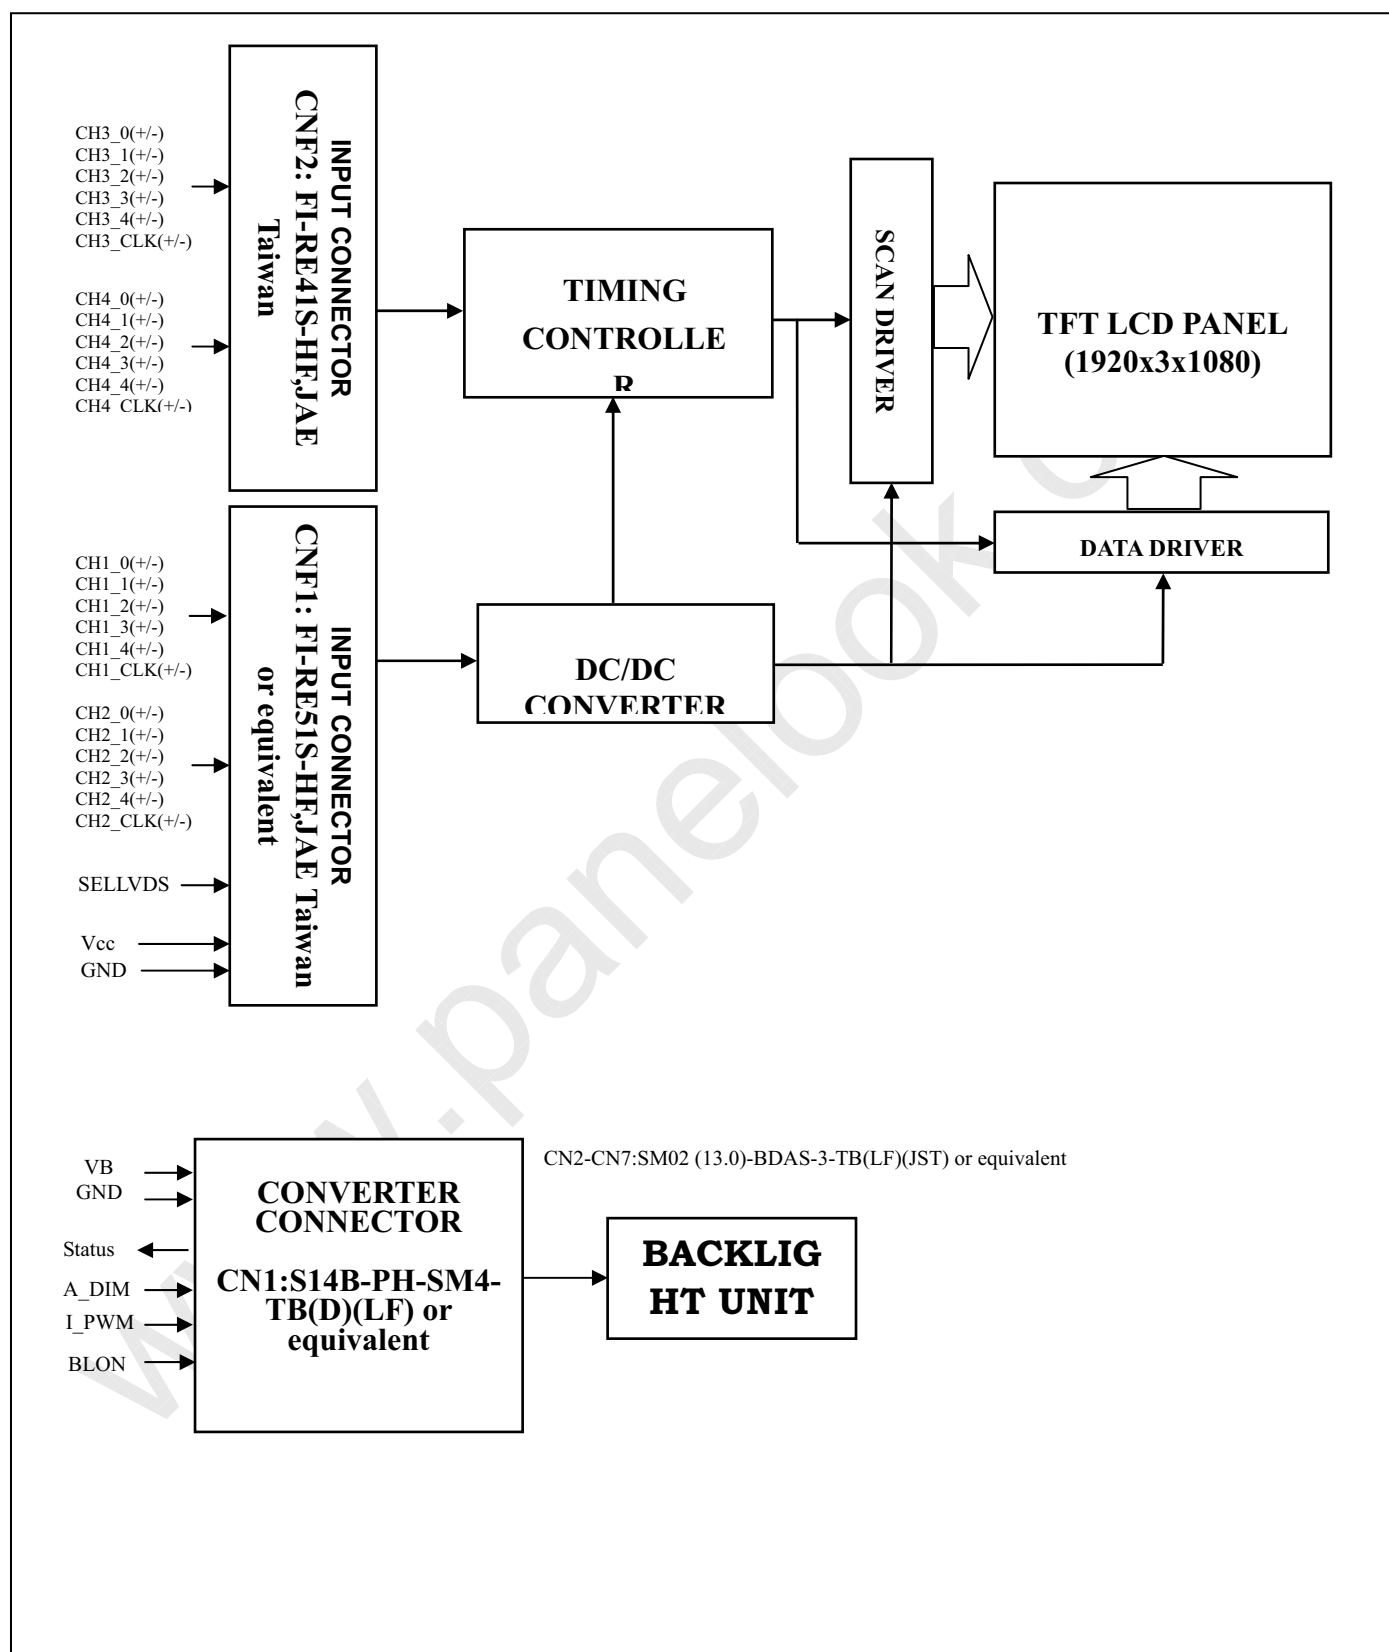 CH3_0(+/-)
CH3_1(+/-)
CH3_2(+/-)
CH3_3(+/-)
CH3_4(+/-)
CH3_CLK(+/-)
CH4_0(+/-)
CH4_1(+/-)
CH4_2(+/-)
CH4_3(+/-)
CH4_4(+/-)
CH4_CLK(+/-)
INPUT CONNECTOR
CNF2: FI-RE41S-HF,JAE
Taiwan
TIMING
CONTROLLE
R
SCAN DRIVER
TFT LCD PANEL
(1920x3x1080)
DATA DRIVER
CH1_0(+/-)
CH1_1(+/-)
CH1_2(+/-)
CH1_3(+/-)
CH1_4(+/-)
CH1_CLK(+/-)
CH2_0(+/-)
CH2_1(+/-)
CH2_2(+/-)
CH2_3(+/-)
CH2_4(+/-)
CH2_CLK(+/-)
SELLVDS
Vcc
GND
INPUT CONNECTOR
CNF1: FI-RE51S-HF,JAE Taiwan
or equivalent
DC/DC
CONVERTER
VB
GND
Status
A_DIM
I_PWM
BLON
CONVERTER
CONNECTOR
CN1:S14B-PH-SM4-
TB(D)(LF) or
equivalent
CN2-CN7:SM02 (13.0)-BDAS-3-TB(LF)(JST) or equivalent
BACKLIG
HT UNIT